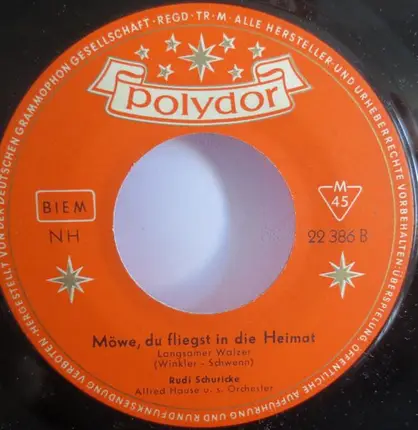 HERGESTELLT VON DER DEUTSCHEN GRAMMOPHON GESELLSCHAFT · REGD·TR·M · ALLE HERSTELLER- UND URHEBERRECHTE VORBEHALTEN · ÜBERSPIELUNG, ÖFFENTLICHE AUFFÜHRUNG UND RUNDFUNKSENDUNG VERBOTEN ·
polydor
BIEM
NH
M
45
22 386 B
Möwe, du fliegst in die Heimat
Langsamer Walzer
(Winkler - Schwenn)
Rudi Schuricke
Alfred Hause u. s. Orchester